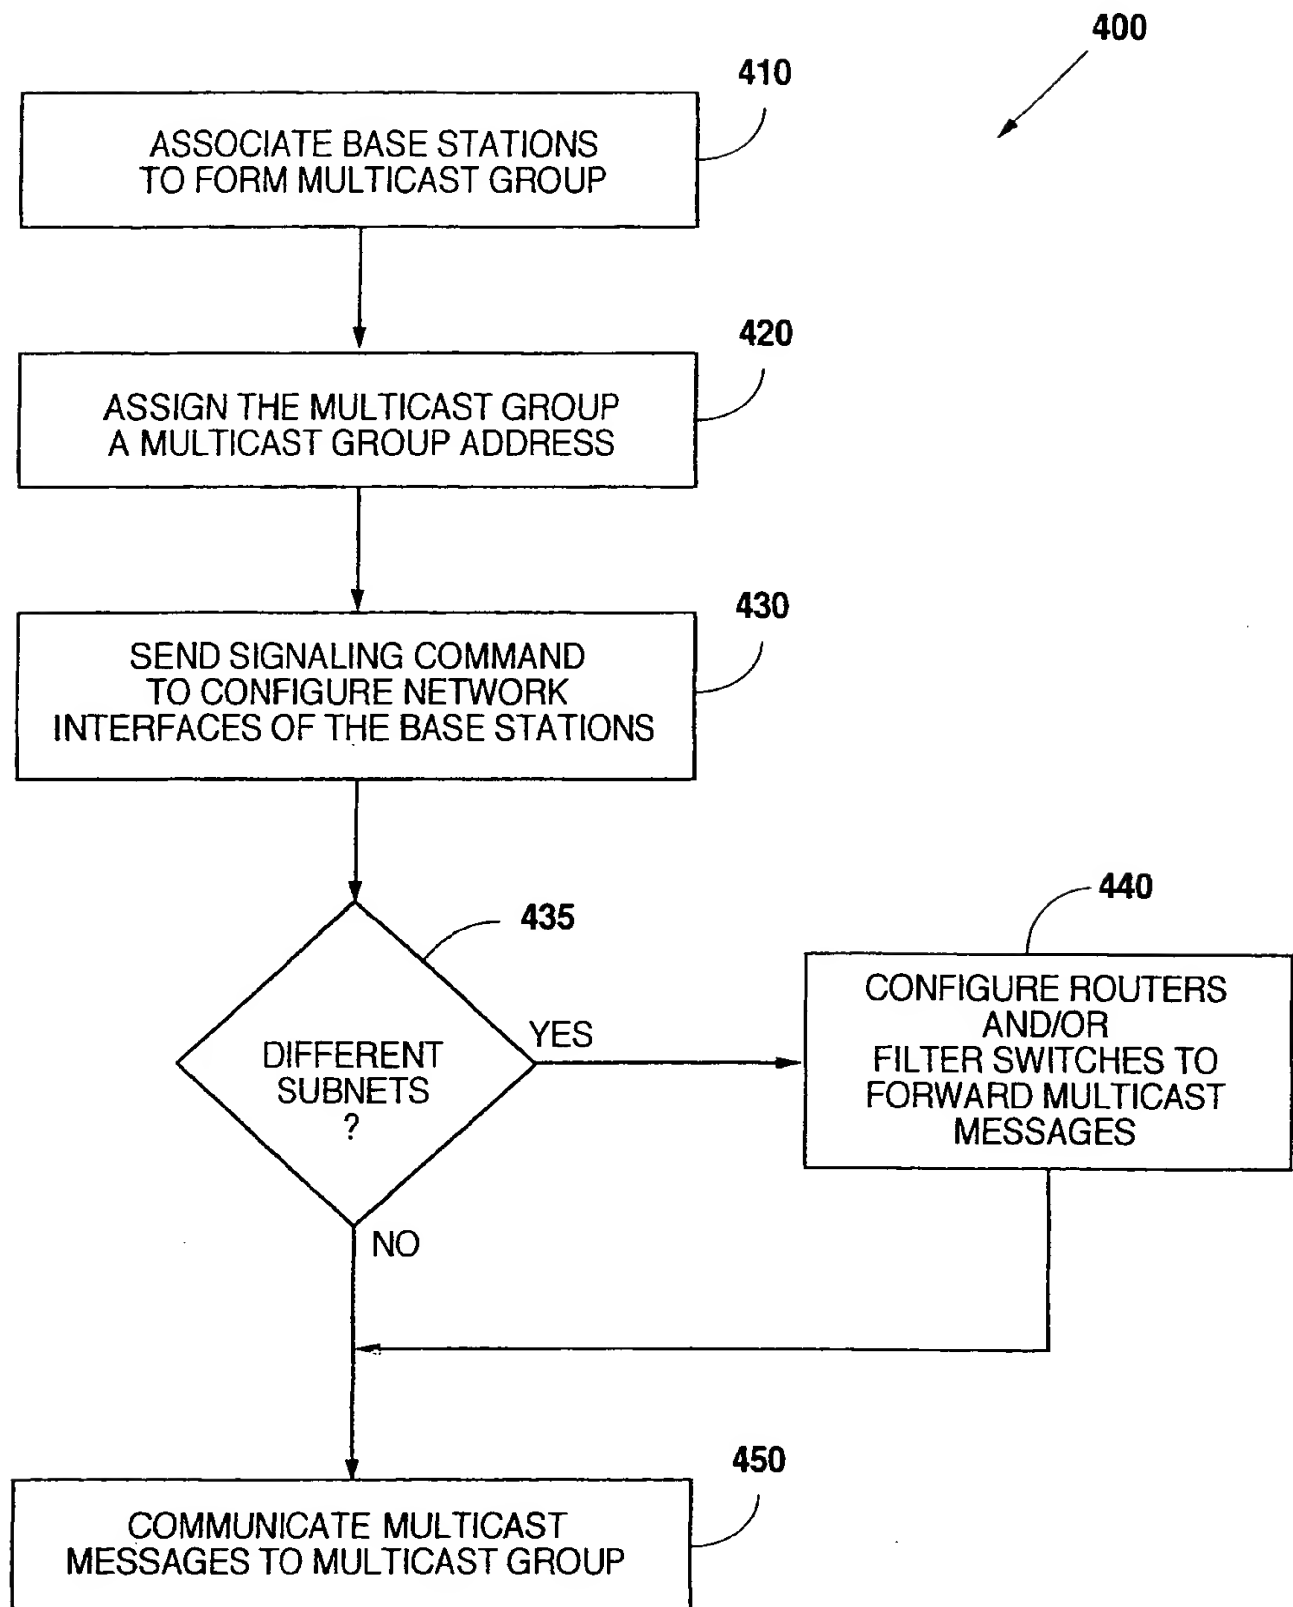 400
410
ASSOCIATE BASE STATIONS
TO FORM MULTICAST GROUP
420
ASSIGN THE MULTICAST GROUP
A MULTICAST GROUP ADDRESS
430
SEND SIGNALING COMMAND
TO CONFIGURE NETWORK
INTERFACES OF THE BASE STATIONS
435
DIFFERENT
SUBNETS
?
YES
NO
440
CONFIGURE ROUTERS
AND/OR
FILTER SWITCHES TO
FORWARD MULTICAST
MESSAGES
450
COMMUNICATE MULTICAST
MESSAGES TO MULTICAST GROUP